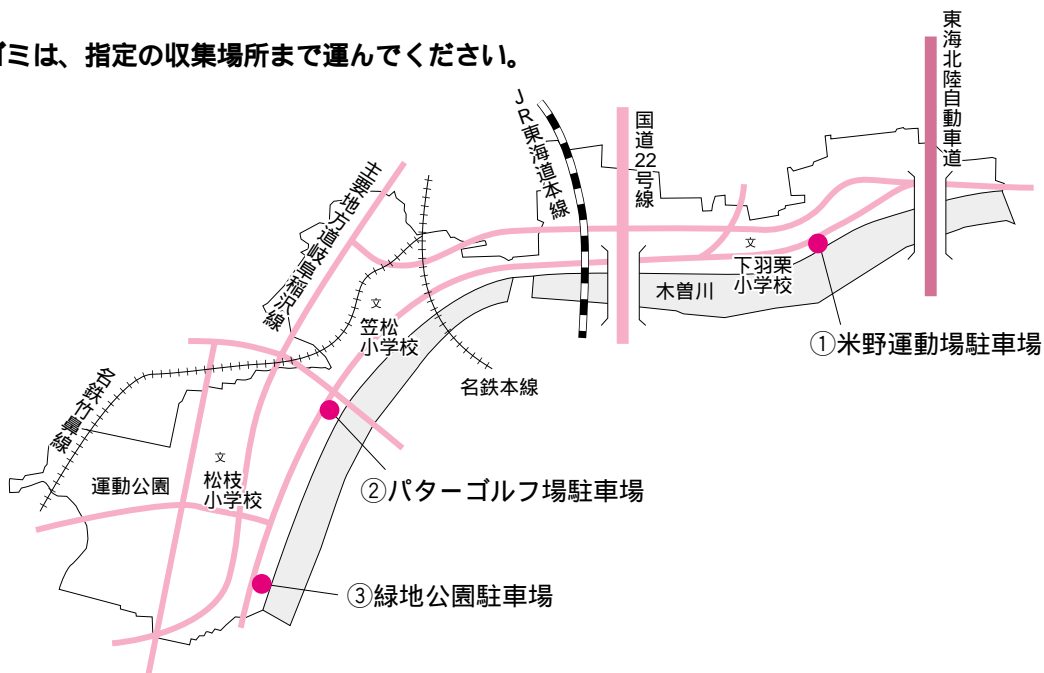 ゴミは、指定の収集場所まで運んでください。
東海北陸自動車道
JR東海道本線
国道22号線
主要地方道岐阜稲沢線
文
下羽栗
小学校
木曽川
文
笠松
小学校
①米野運動場駐車場
名鉄本線
名鉄竹鼻線
文
松枝
小学校
運動公園
②パターゴルフ場駐車場
③緑地公園駐車場